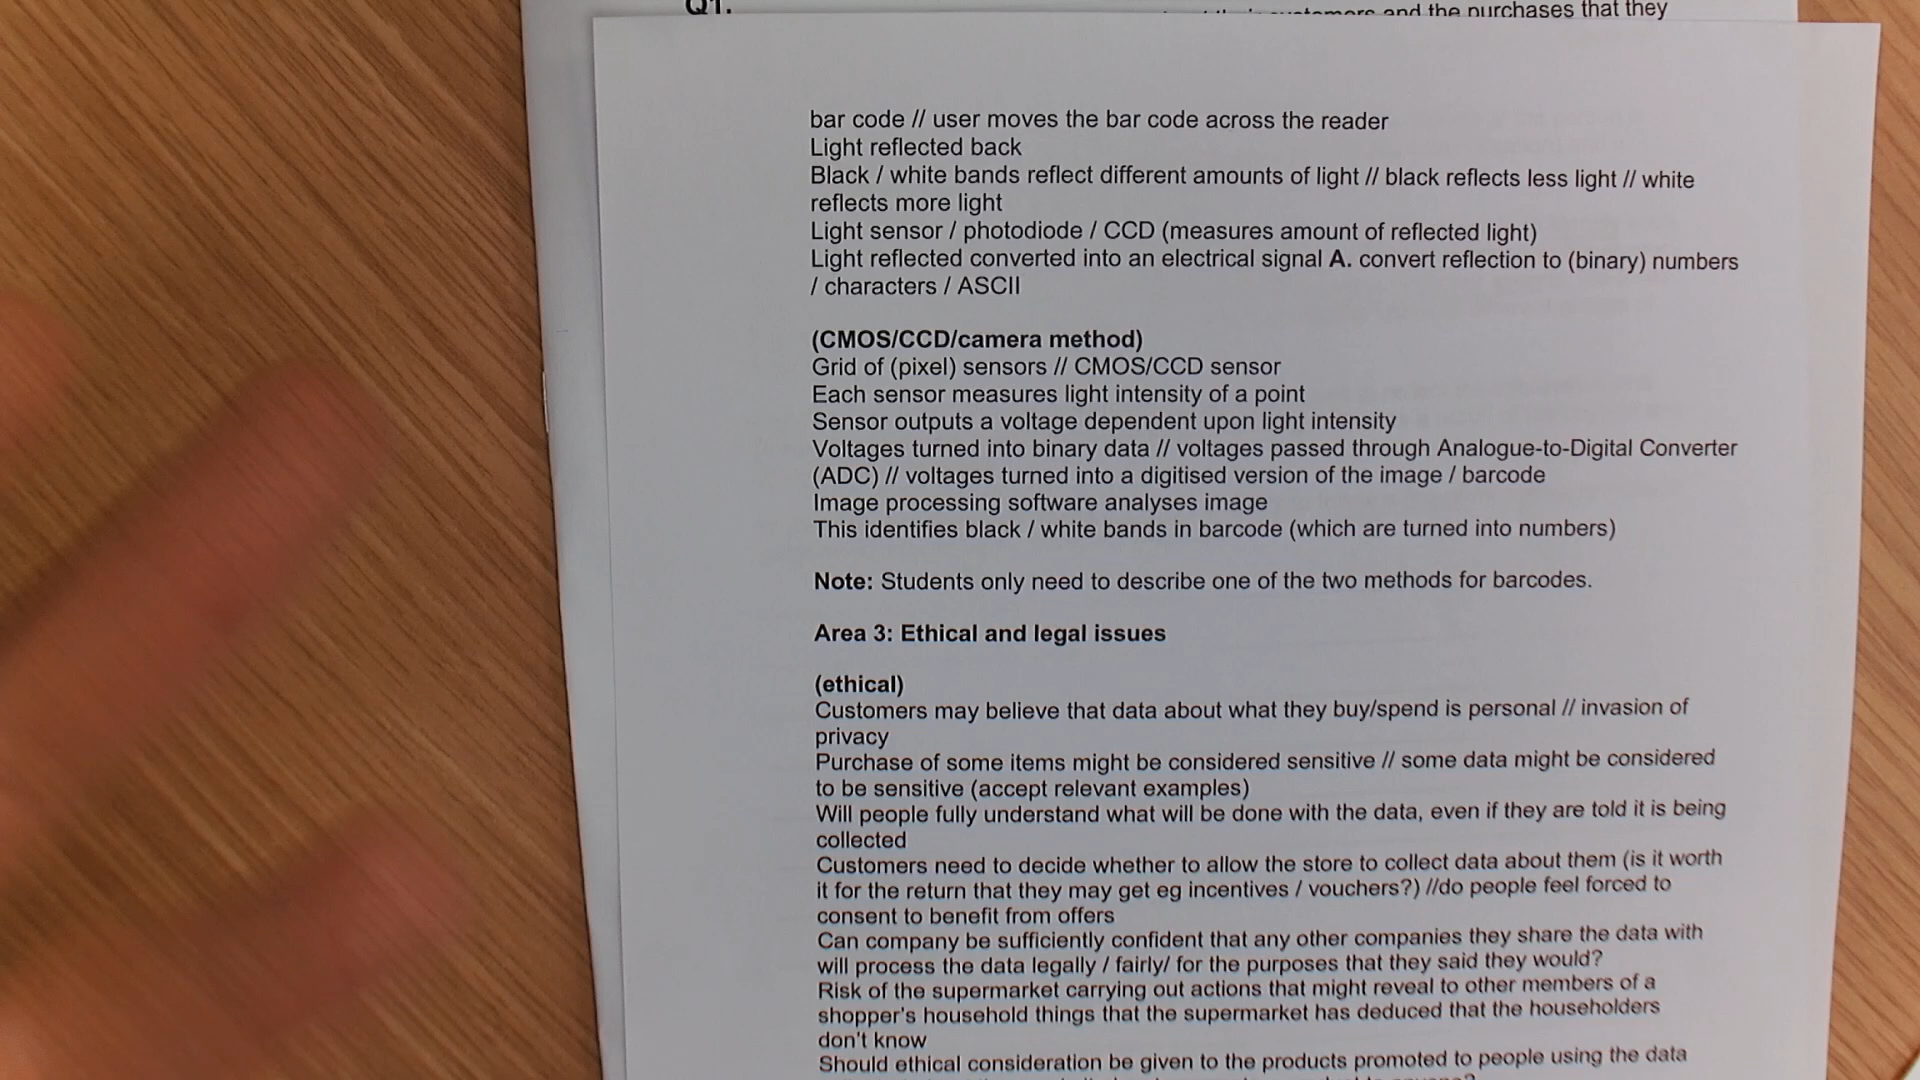 Q1.
customers and the purchases that they
bar code // user moves the bar code across the reader
Light reflected back
Black / white bands reflect different amounts of light // black reflects less light // white
reflects more light
Light sensor / photodiode / CCD (measures amount of reflected light)
Light reflected converted into an electrical signal A. convert reflection to (binary) numbers
/ characters / ASCII
(CMOS/CCD/camera method)
Grid of (pixel) sensors // CMOS/CCD sensor
Each sensor measures light intensity of a point
Sensor outputs a voltage dependent upon light intensity
Voltages turned into binary data // voltages passed through Analogue-to-Digital Converter
(ADC) // voltages turned into a digitised version of the image / barcode
Image processing software analyses image
This identifies black / white bands in barcode (which are turned into numbers)
Note: Students only need to describe one of the two methods for barcodes.
Area 3: Ethical and legal issues
(ethical)
Customers may believe that data about what they buy/spend is personal // invasion of
privacy
Purchase of some items might be considered sensitive // some data might be considered
to be sensitive (accept relevant examples)
Will people fully understand what will be done with the data, even if they are told it is being
collected
Customers need to decide whether to allow the store to collect data about them (is it worth
it for the return that they may get eg incentives / vouchers?) //do people feel forced to
consent to benefit from offers
Can company be sufficiently confident that any other companies they share the data with
will process the data legally / fairly/ for the purposes that they said they would?
Risk of the supermarket carrying out actions that might reveal to other members of a
shopper's household things that the supermarket has deduced that the householders
don't know
Should ethical consideration be given to the products promoted to people using the data